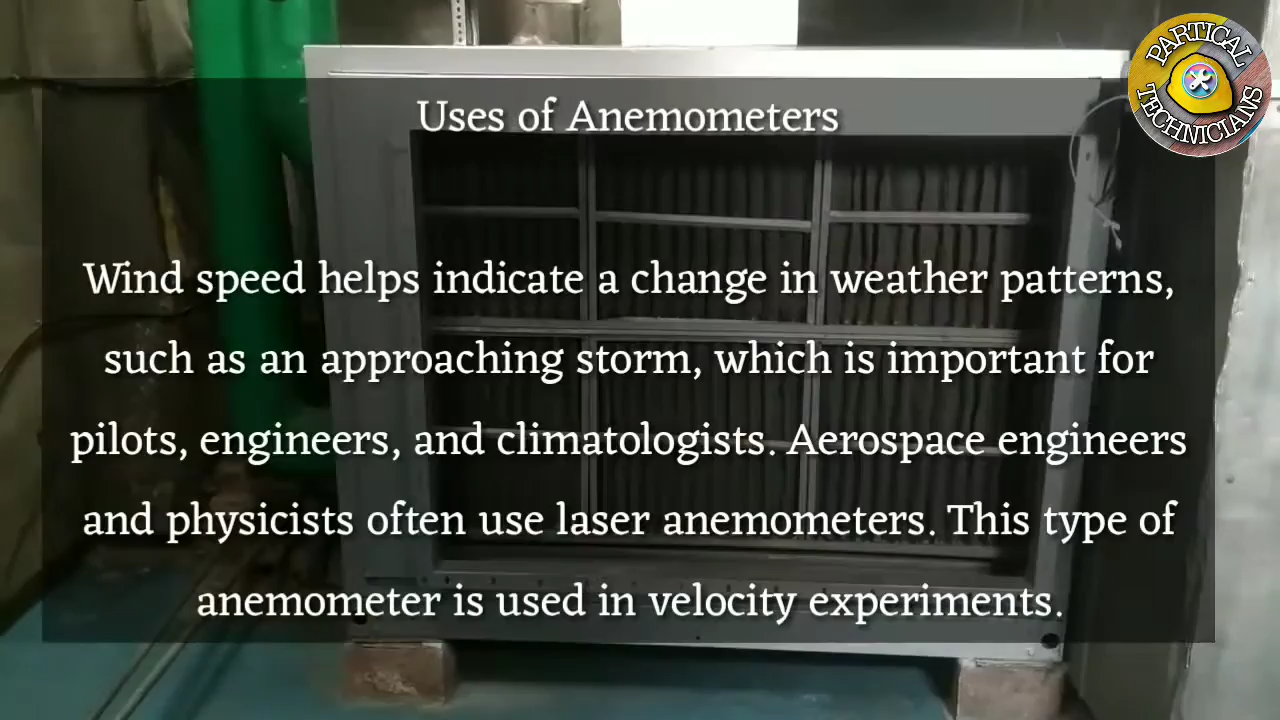 PARTICAL
TECHNICIANS
Uses of Anemometers
Wind speed helps indicate a change in weather patterns,
such as an approaching storm, which is important for
pilots, engineers, and climatologists. Aerospace engineers
and physicists often use laser anemometers. This type of
anemometer is used in velocity experiments.